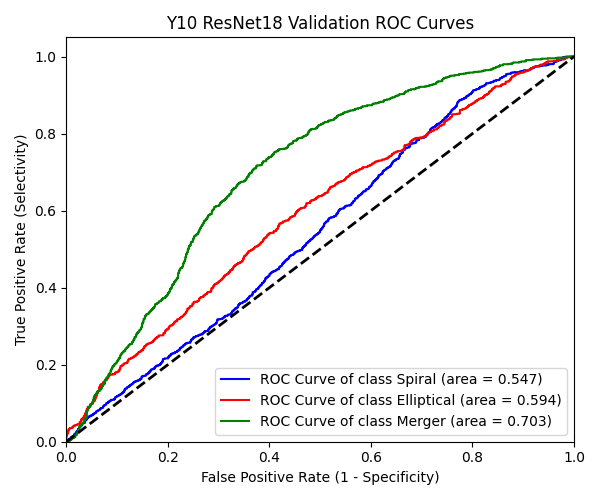 Y10 ResNet18 Validation ROC Curves
True Positive Rate (Selectivity)
1.0
0.8
0.6
0.4
0.2
0.0
0.0 0.2 0.4 0.6 0.8 1.0
False Positive Rate (1 - Specificity)
ROC Curve of class Spiral (area = 0.547)
ROC Curve of class Elliptical (area = 0.594)
ROC Curve of class Merger (area = 0.703)